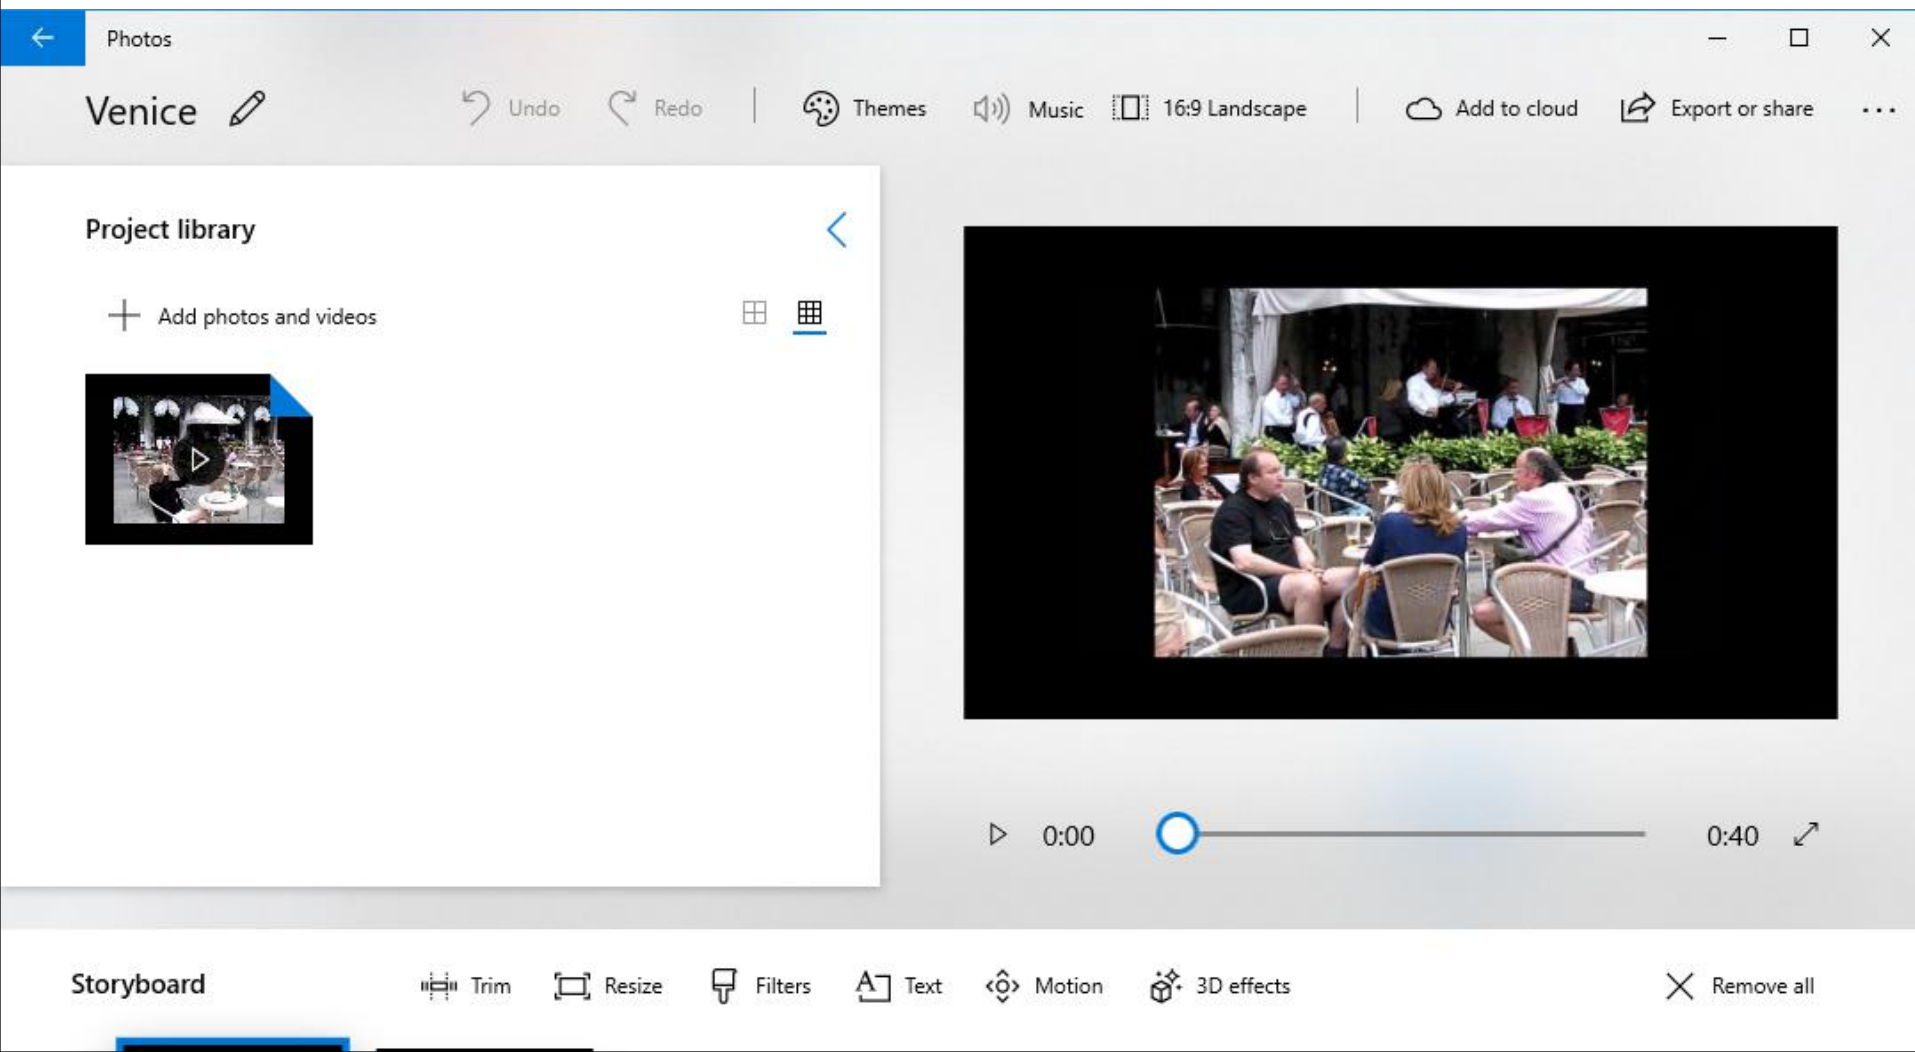 Photos
Venice Undo Redo Themes Music 16:9 Landscape Add to cloud Export or share
Project library
Add photos and videos
0:00 0:40
Storyboard Trim Resize Filters Text Motion 3D effects Remove all